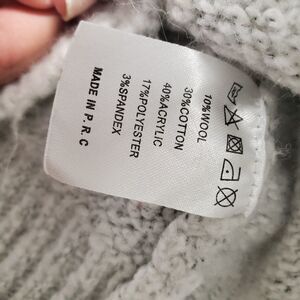 10%WOOL
30%COTTON
40%ACRYLIC
17%POLYESTER
3%SPANDEX
MADE IN P.R.C